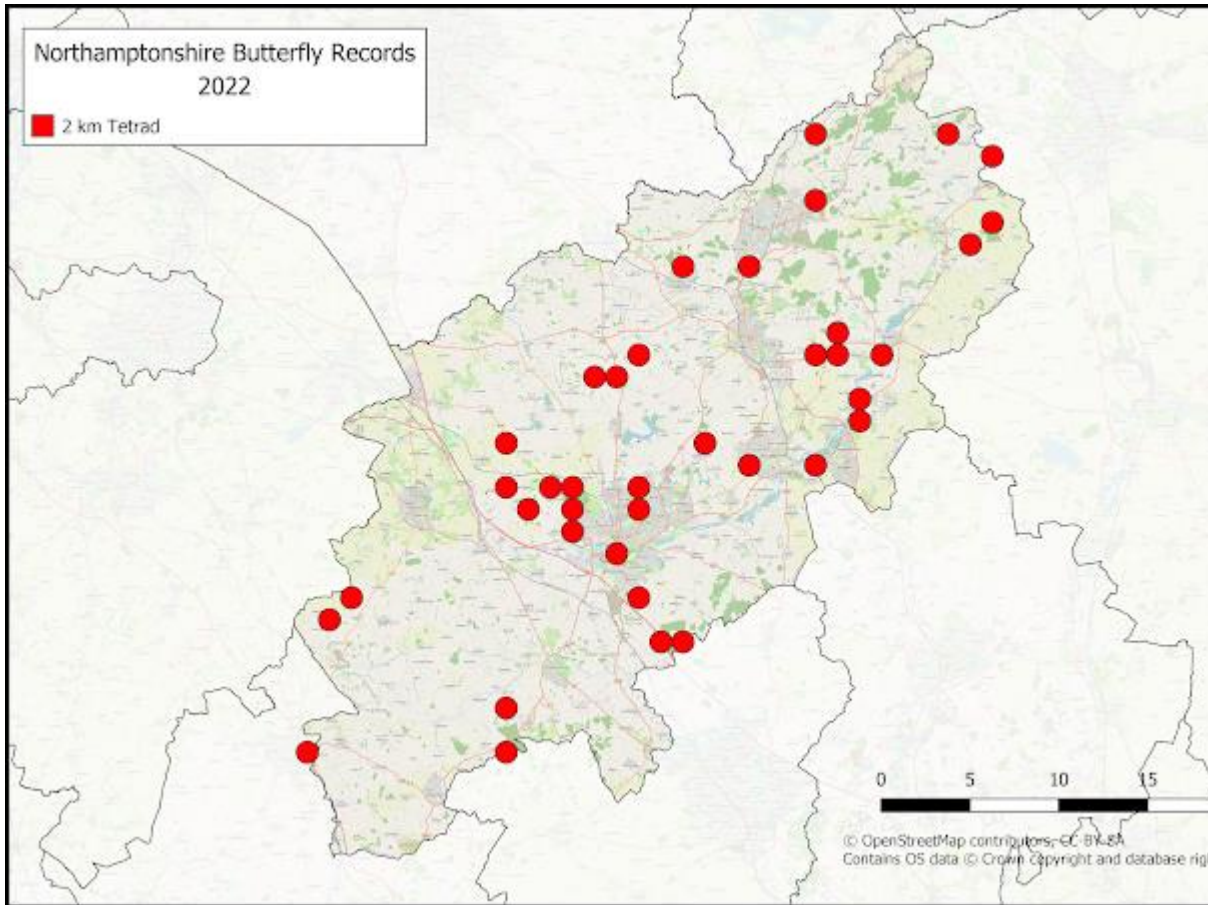 Northamptonshire Butterfly Records
2022
2 km Tetrad
0 5 10 15
© OpenStreetMap contributors, CC-BY-SA
Contains OS data © Crown copyright and database righ